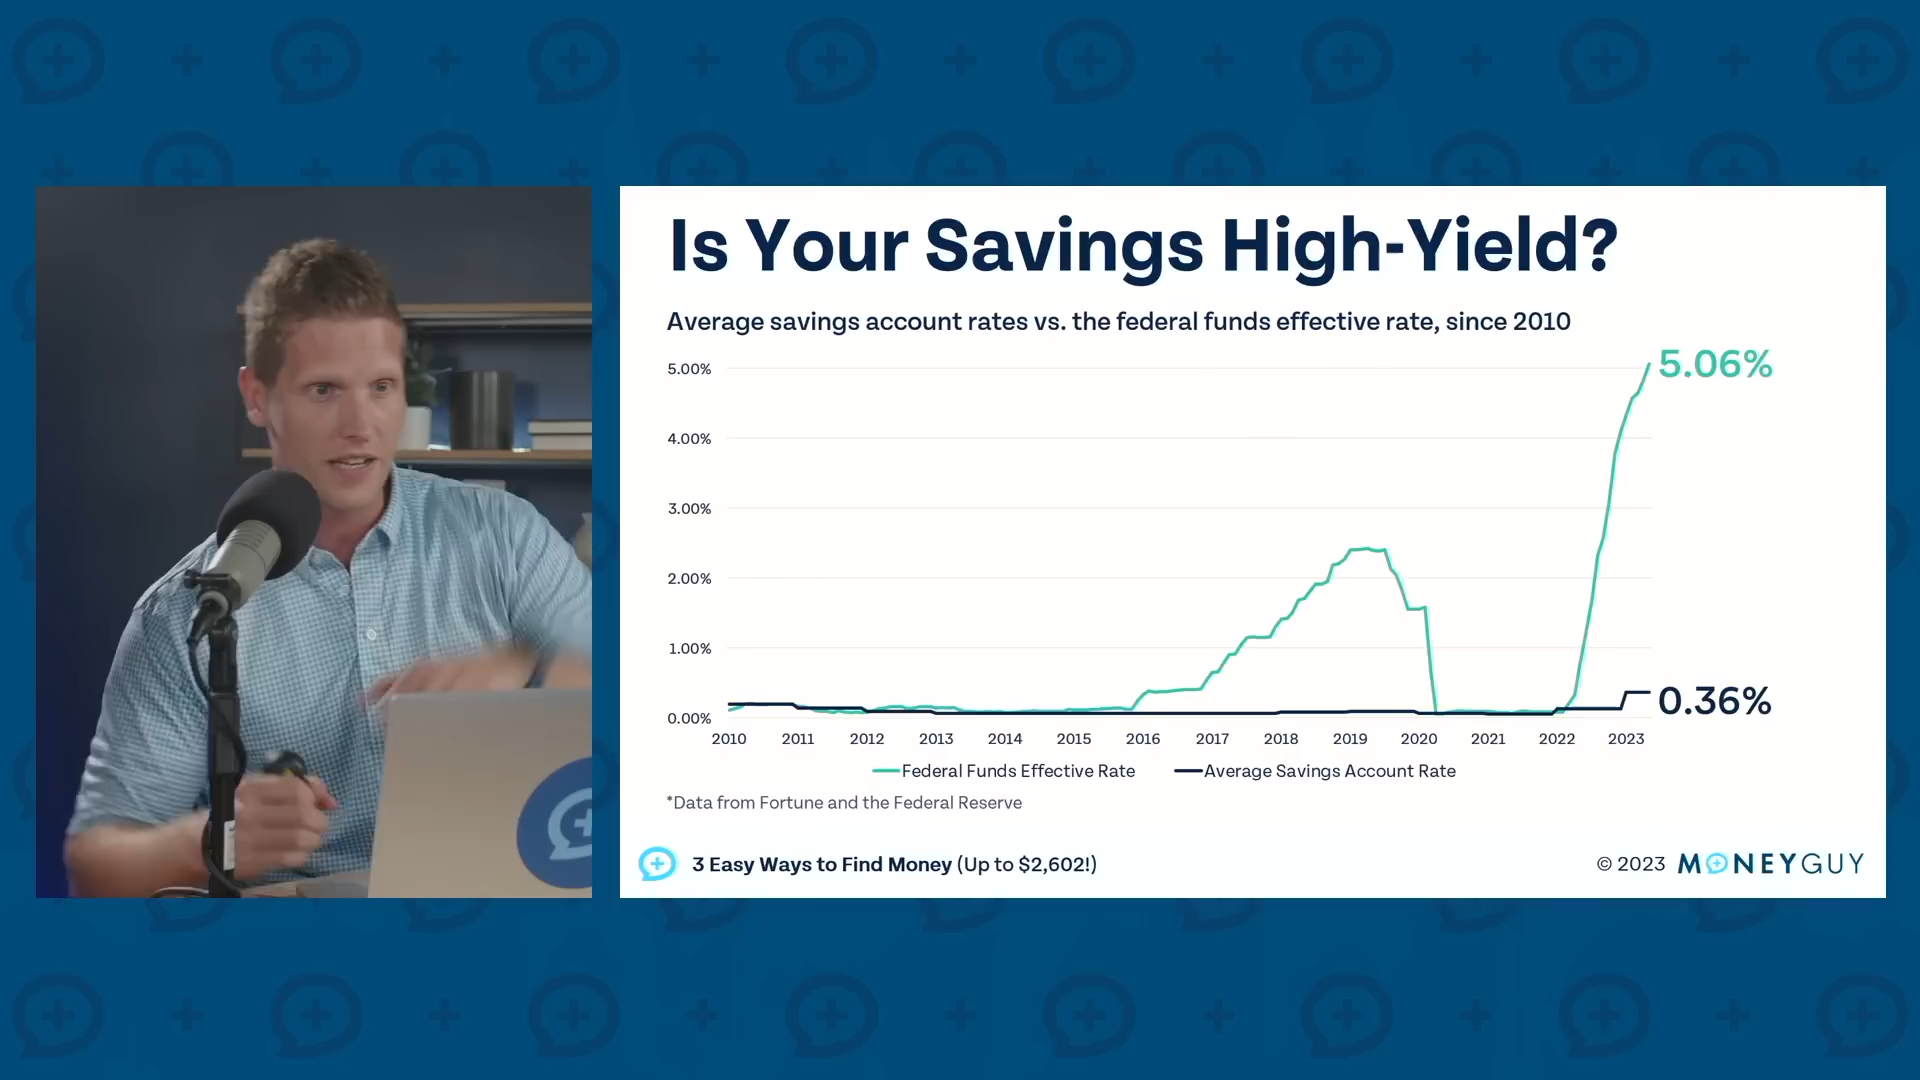 Is Your Savings High-Yield?
Average savings account rates vs. the federal funds effective rate, since 2010
5.00%
5.06%
4.00%
3.00%
2.00%
1.00%
0.36%
0.00%
2010 2011 2012 2013 2014 2015 2016 2017 2018 2019 2020 2021 2022 2023
Federal Funds Effective Rate Average Savings Account Rate
*Data from Fortune and the Federal Reserve
3 Easy Ways to Find Money (Up to $2,602!)
© 2023 MONEYGUY